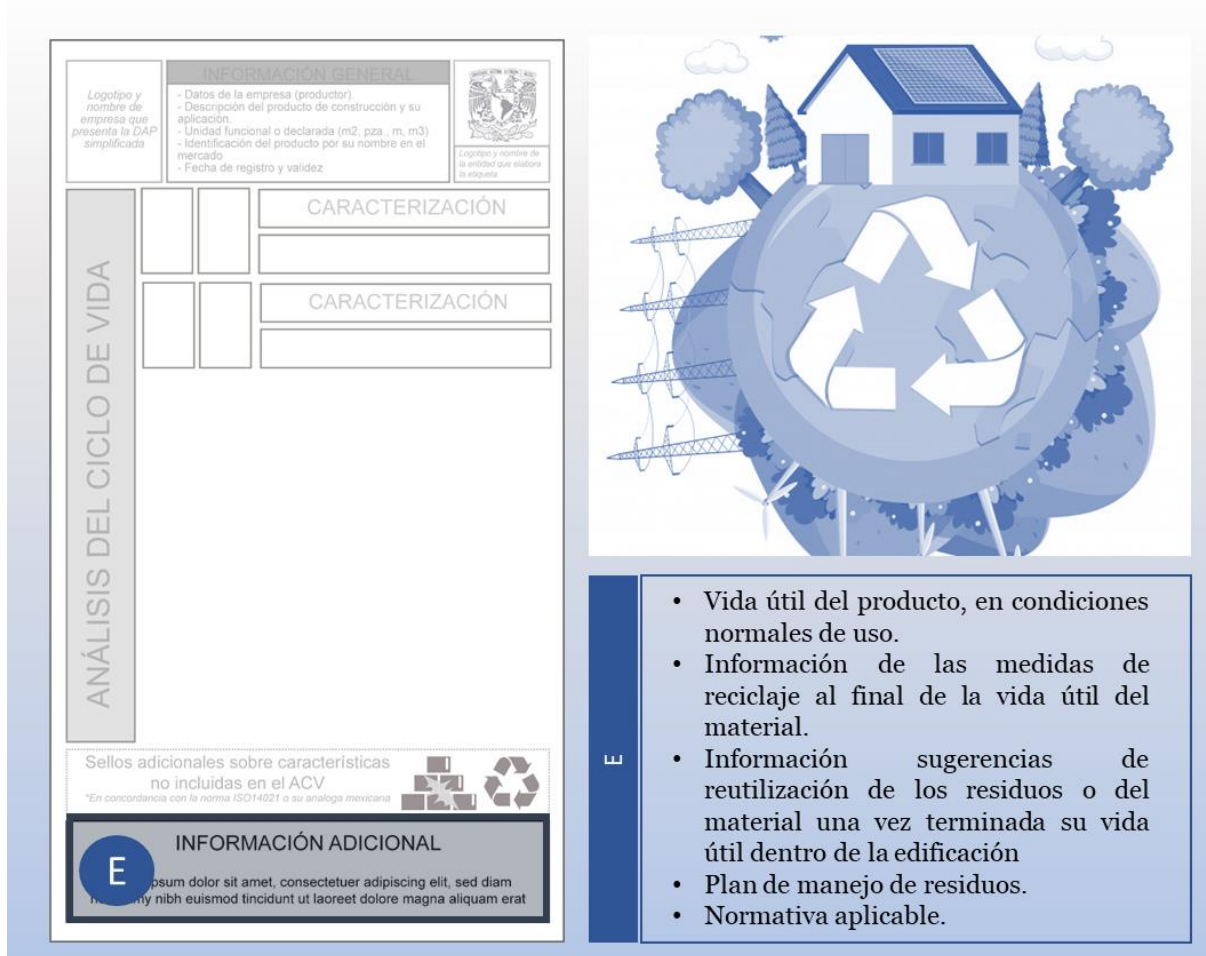 Logotipo y
nombre de
empresa que
presenta la DAP
simplificada
INFORMACIÓN GENERAL
- Datos de la empresa (productor).
- Descripción del producto de construcción y su
aplicación.
- Unidad funcional o declarada (m2, pza., m, m3)
- Identificación del producto por su nombre en el
mercado
- Fecha de registro y validez
Logotipo y nombre de
la entidad que elabora
la etiqueta
ANÁLISIS DEL CICLO DE VIDA
CARACTERIZACIÓN
CARACTERIZACIÓN
Sellos adicionales sobre características
no incluidas en el ACV
*En concordancia con la norma ISO14021 o su analoga mexicana
INFORMACIÓN ADICIONAL
E
psum dolor sit amet, consectetuer adipiscing elit, sed diam
my nibh euismod tincidunt ut laoreet dolore magna aliquam erat
E
• Vida útil del producto, en condiciones
normales de uso.
• Información de las medidas de
reciclaje al final de la vida útil del
material.
• Información sugerencias de
reutilización de los residuos o del
material una vez terminada su vida
útil dentro de la edificación
• Plan de manejo de residuos.
• Normativa aplicable.